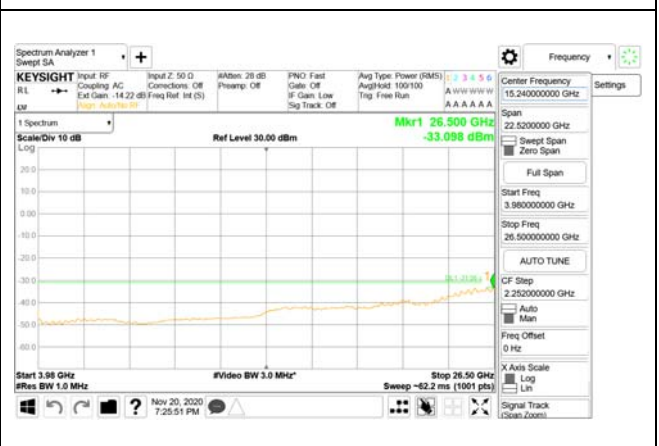 Spectrum Analyzer 1
Swept SA
Frequency
KEYSIGHT
RL
Input: RF
Coupling: AC
Ext Gain: -14.22 dB
Align: Auto/No RF
Input Z: 50 Ω
Corrections: Off
Freq Ref: Int (S)
#Atten: 28 dB
Preamp: Off
PNO: Fast
Gate: Off
IF Gain: Low
Sig Track: Off
Avg Type: Power (RMS)
Avg|Hold: 100/100
Trig: Free Run
1 2 3 4 5 6
A W W W W W
A A A A A A
1 Spectrum
Scale/Div 10 dB
Ref Level 30.00 dBm
Mkr1 26.500 GHz
-33.098 dBm
Log
20.0
10.0
0.00
-10.0
-20.0
-30.0
-40.0
-50.0
-60.0
1
Start 3.98 GHz
#Res BW 1.0 MHz
#Video BW 3.0 MHz*
Stop 26.50 GHz
Sweep ~62.2 ms (1001 pts)
Nov 20, 2020
7:25:51 PM
Center Frequency
15.240000000 GHz
Settings
Span
22.5200000 GHz
Swept Span
Zero Span
Full Span
Start Freq
3.980000000 GHz
Stop Freq
26.500000000 GHz
AUTO TUNE
CF Step
2.252000000 GHz
Auto
Man
Freq Offset
0 Hz
X Axis Scale
Log
Lin
Signal Track
(Span Zoom)